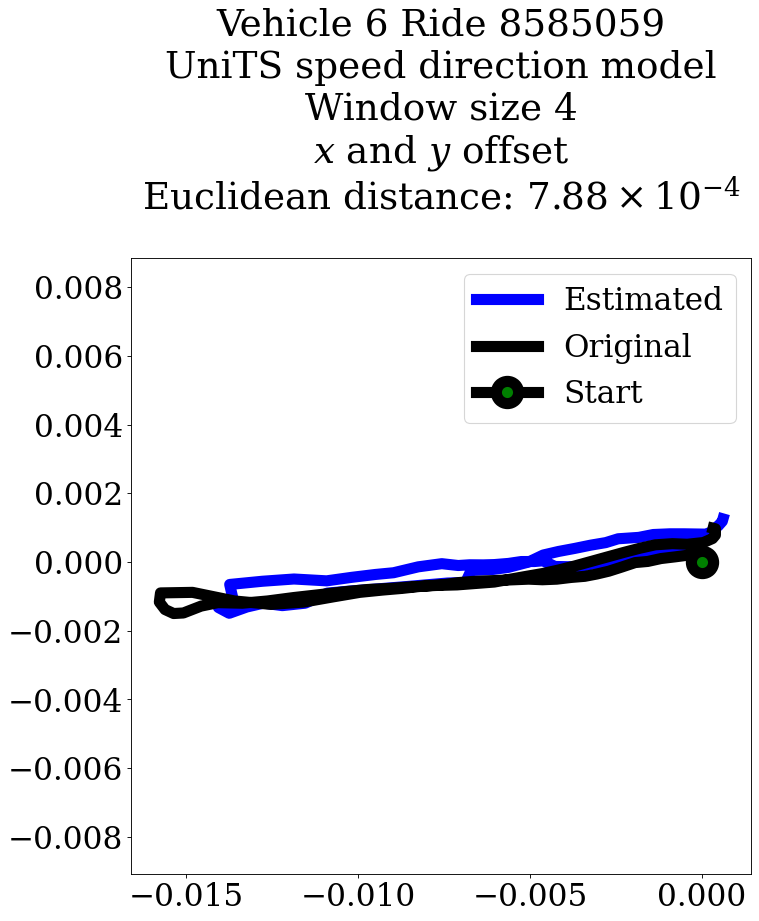 Vehicle 6 Ride 8585059
UniTS speed direction model
Window size 4
x and y offset
Euclidean distance: 7.88 × 10⁻⁴
Estimated
Original
Start
0.008
0.006
0.004
0.002
0.000
−0.002
−0.004
−0.006
−0.008
−0.015 −0.010 −0.005 0.000